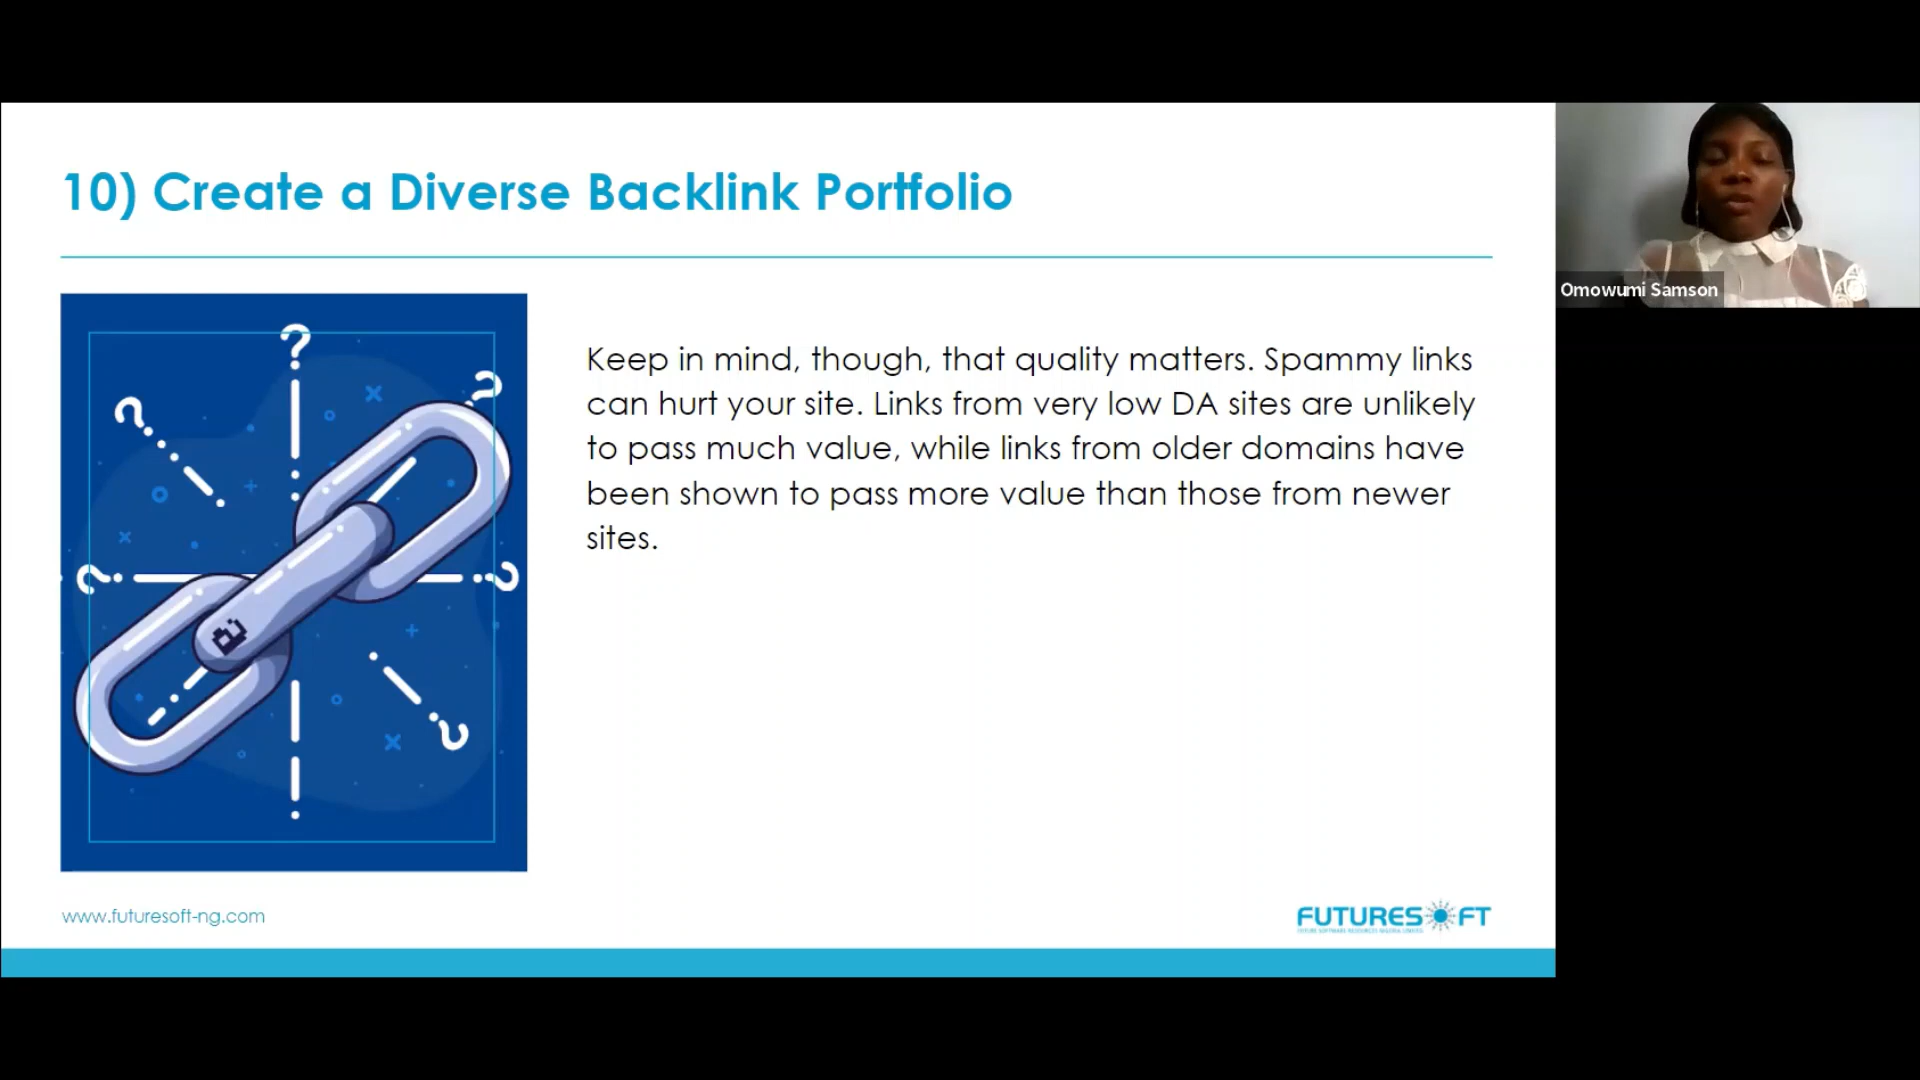 10) Create a Diverse Backlink Portfolio
Omowumi Samson
Keep in mind, though, that quality matters. Spammy links
can hurt your site. Links from very low DA sites are unlikely
to pass much value, while links from older domains have
been shown to pass more value than those from newer
sites.
www.futuresoft-ng.com
FUTURESOFT